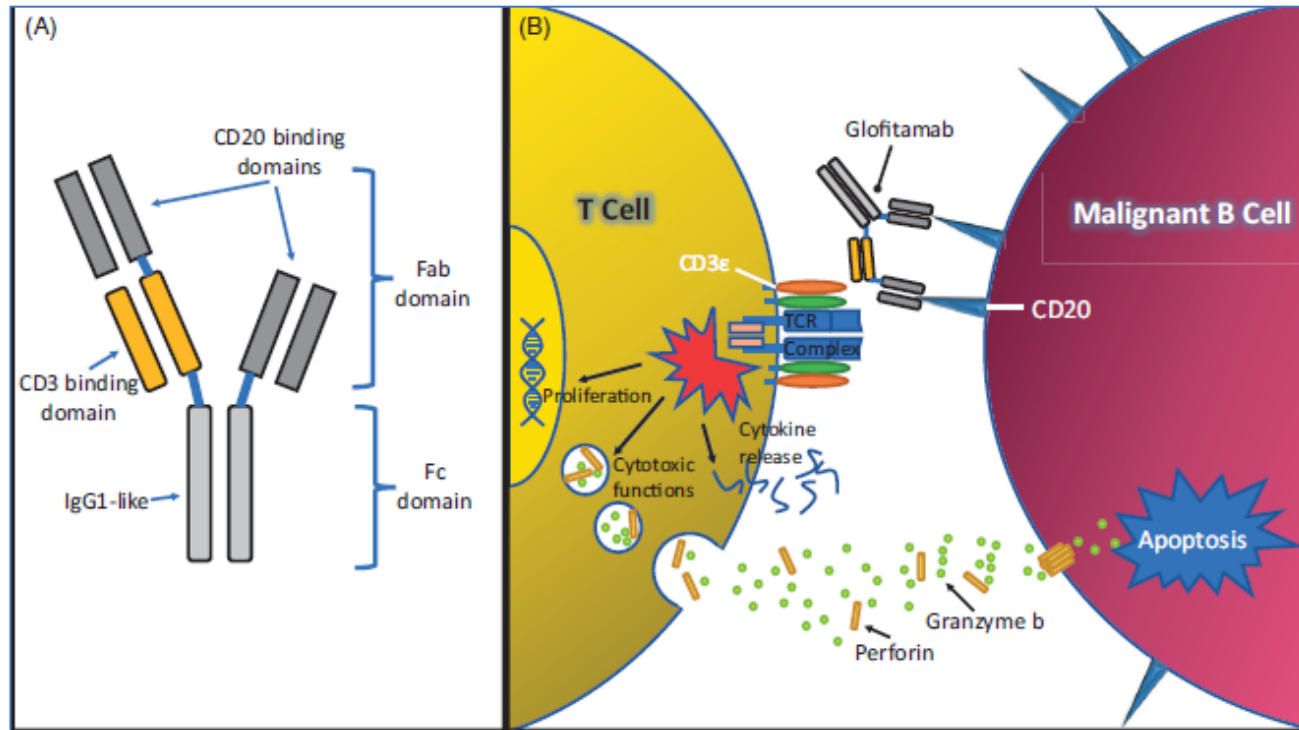 (A)
CD20 binding
domains
Fab
domain
CD3 binding
domain
IgG1-like
Fc
domain
(B)
Glofitamab
T Cell
Malignant B Cell
CD3ε
CD20
TCR
Complex
Proliferation
Cytokine
release
Cytotoxic
functions
Apoptosis
Granzyme b
Perforin